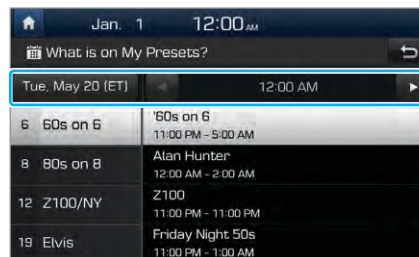 Jan. 1 12:00 AM
What is on My Presets?
Tue, May 20 (ET) 12:00 AM
6 60s on 6 '60s on 6
11:00 PM - 5:00 AM
8 80s on 8 Alan Hunter
12:00 AM - 2:00 AM
12 Z100/NY Z100
11:00 PM - 11:00 PM
19 Elvis Friday Night 50s
11:00 PM - 1:00 AM